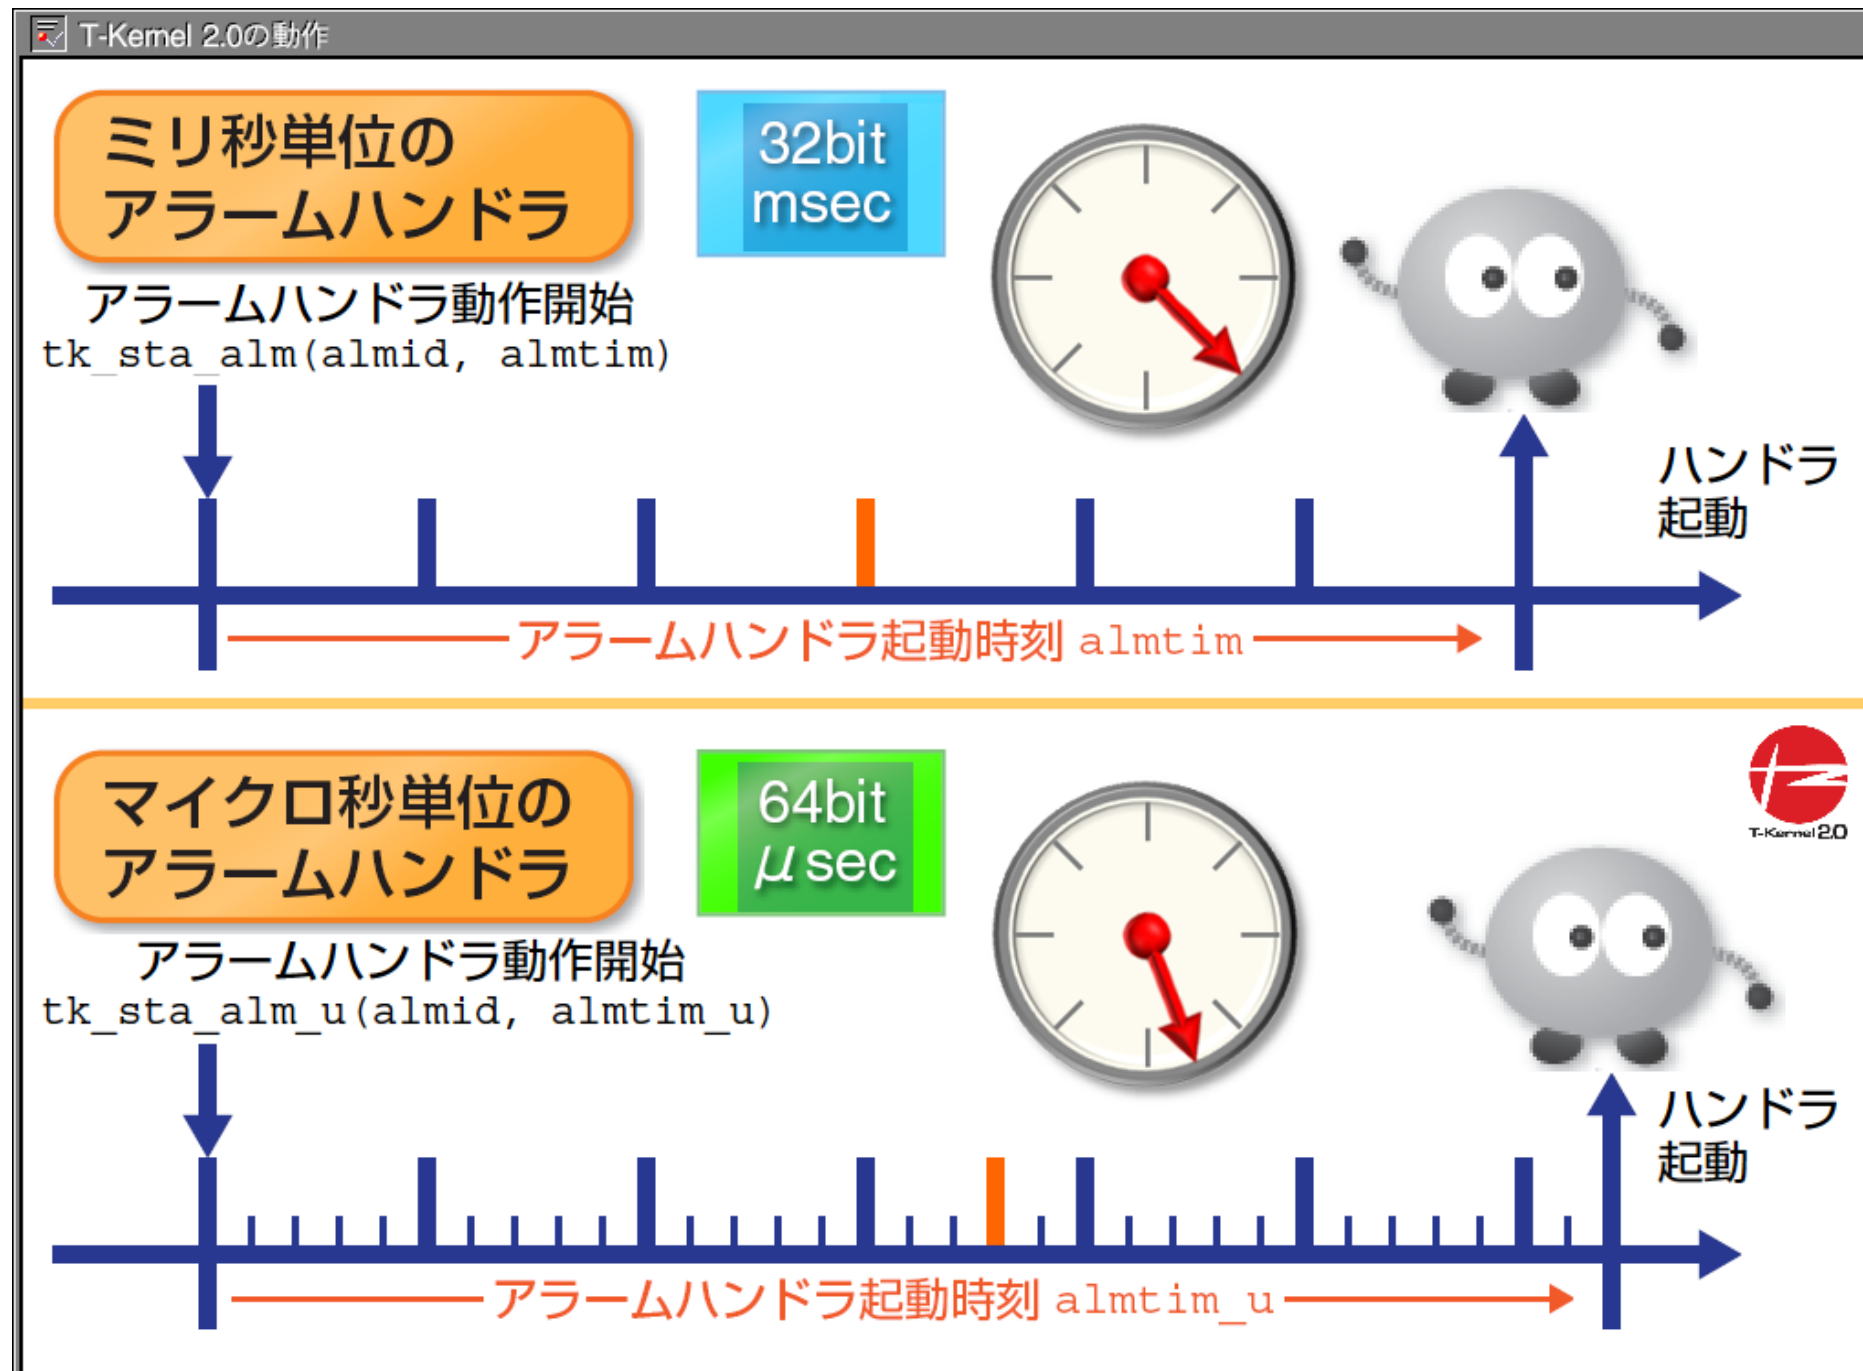 T-Kernel 2.0の動作
ミリ秒単位の
アラームハンドラ
32bit
msec
アラームハンドラ動作開始
tk_sta_alm(almid, almtim)
ハンドラ
起動
アラームハンドラ起動時刻 almtim
マイクロ秒単位の
アラームハンドラ
64bit
μsec
T-Kernel 2.0
アラームハンドラ動作開始
tk_sta_alm_u(almid, almtim_u)
ハンドラ
起動
アラームハンドラ起動時刻 almtim_u